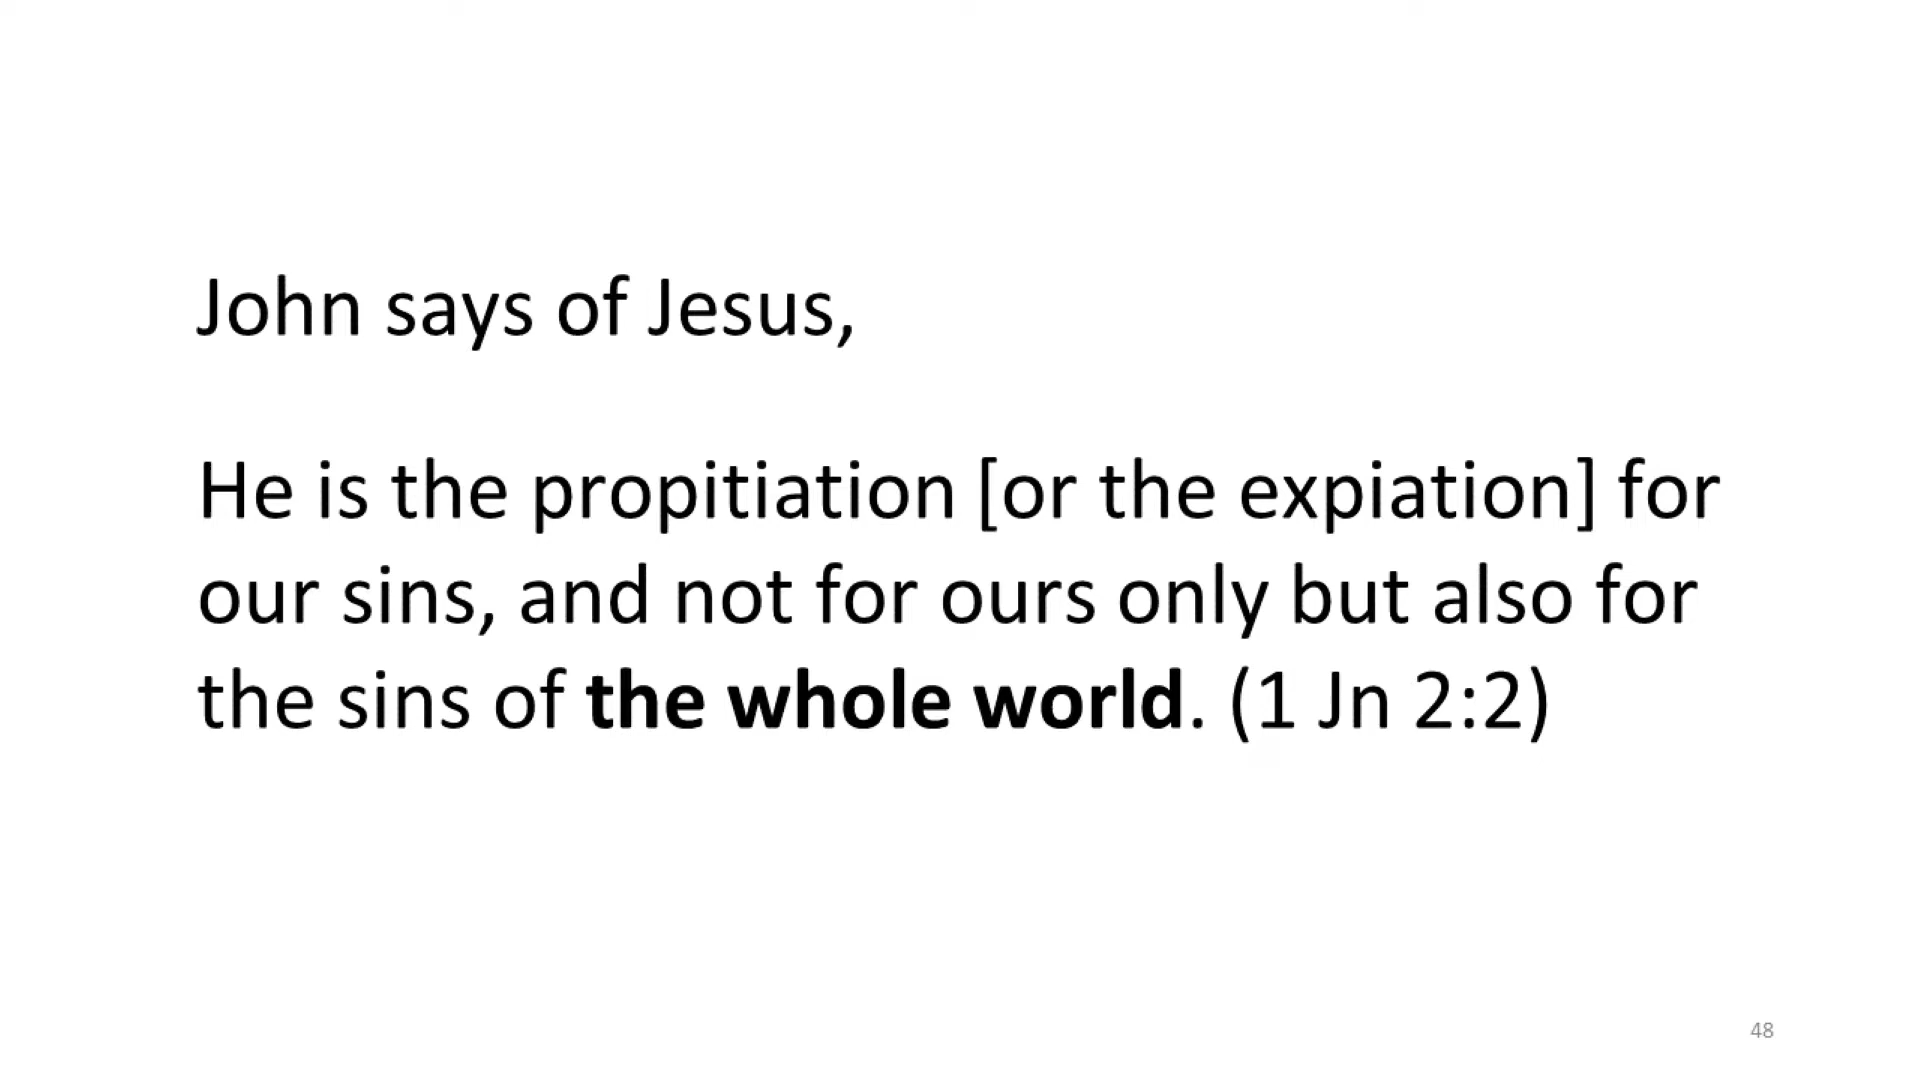 John says of Jesus,
He is the propitiation [or the expiation] for
our sins, and not for ours only but also for
the sins of the whole world. (1 Jn 2:2)
48